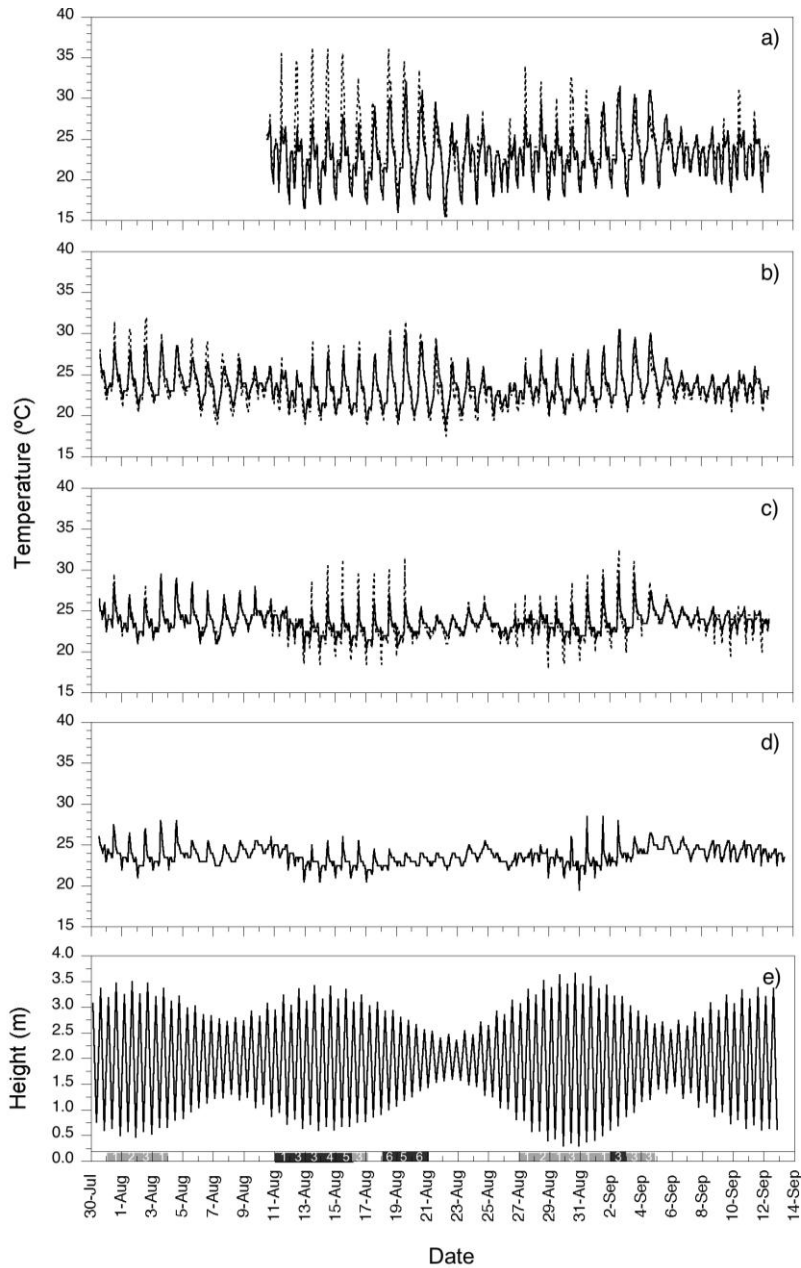 40
35
30
25
20
15
a)
40
35
30
25
20
15
b)
Temperature (ºC)
40
35
30
25
20
15
c)
40
35
30
25
20
15
d)
4.0
3.5
3.0
2.5
2.0
1.5
1.0
0.5
0.0
e)
Height (m)
1 3 3 4 5 3 6 5 6 3 3 3
30-Jul
1-Aug
3-Aug
5-Aug
7-Aug
9-Aug
11-Aug
13-Aug
15-Aug
17-Aug
19-Aug
21-Aug
23-Aug
25-Aug
27-Aug
29-Aug
31-Aug
2-Sep
4-Sep
6-Sep
8-Sep
10-Sep
12-Sep
14-Sep
Date